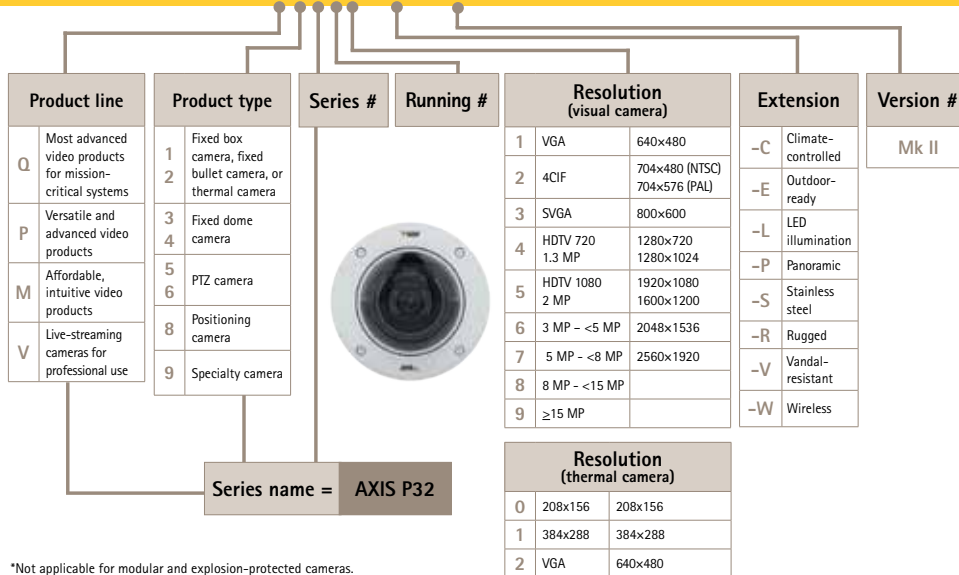 Product line
Q Most advanced
video products
for mission-
critical systems
P Versatile and
advanced video
products
M Affordable,
intuitive video
products
V Live-streaming
cameras for
professional use
Product type
1
2
Fixed box
camera, fixed
bullet camera, or
thermal camera
3
4
Fixed dome
camera
5
6
PTZ camera
8 Positioning
camera
9 Specialty camera
Series #
Running #
Resolution
(visual camera)
1 VGA 640×480
2 4CIF 704×480 (NTSC)
704×576 (PAL)
3 SVGA 800×600
4 HDTV 720 1280×720
1.3 MP 1280×1024
5 HDTV 1080 1920×1080
2 MP 1600×1200
6 3 MP – <5 MP 2048×1536
7 5 MP - <8 MP 2560×1920
8 8 MP - <15 MP
9 ≥15 MP
Extension
-C Climate-
controlled
-E Outdoor-
ready
-L LED
illumination
-P Panoramic
-S Stainless
steel
-R Rugged
-V Vandal-
resistant
-W Wireless
Version #
Mk II
Series name = AXIS P32
Resolution
(thermal camera)
0 208x156 208x156
1 384x288 384×288
2 VGA 640×480
*Not applicable for modular and explosion-protected cameras.